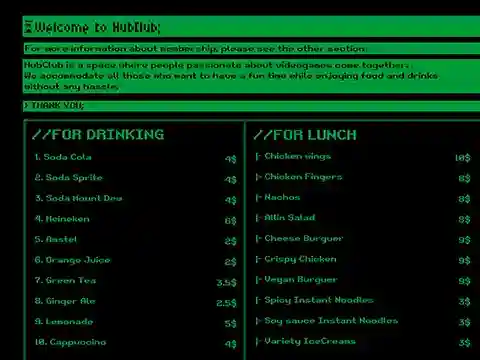 Welcome to HubClub;
For more information about membership, please see the other section.
HubClub is a space where people passionate about videogames come together.
We accomodate all those who want to have a fun time while enjoying food and drinks
without any hassle.
> THANK YOU;
//FOR DRINKING
1. Soda Cola 4$
2. Soda Sprite 4$
3. Soda Mount Dew 4$
4. Heineken 6$
5. Amstel 2$
6. Orange Juice 2$
7. Green Tea 3.5$
8. Ginger Ale 2.5$
9. Lemonade 5$
10. Cappuccino 4$
//FOR LUNCH
|- Chicken wings 10$
|- Chicken Fingers 8$
|- Nachos 8$
|- Allin Salad 8$
|- Cheese Burguer 9$
|- Crispy Chicken 9$
|- Vegan Burguer 9$
|- Spicy Instant Noodles 3$
|- Soy sauce Instant Noodles 3$
|- Variety IceCreams 3$